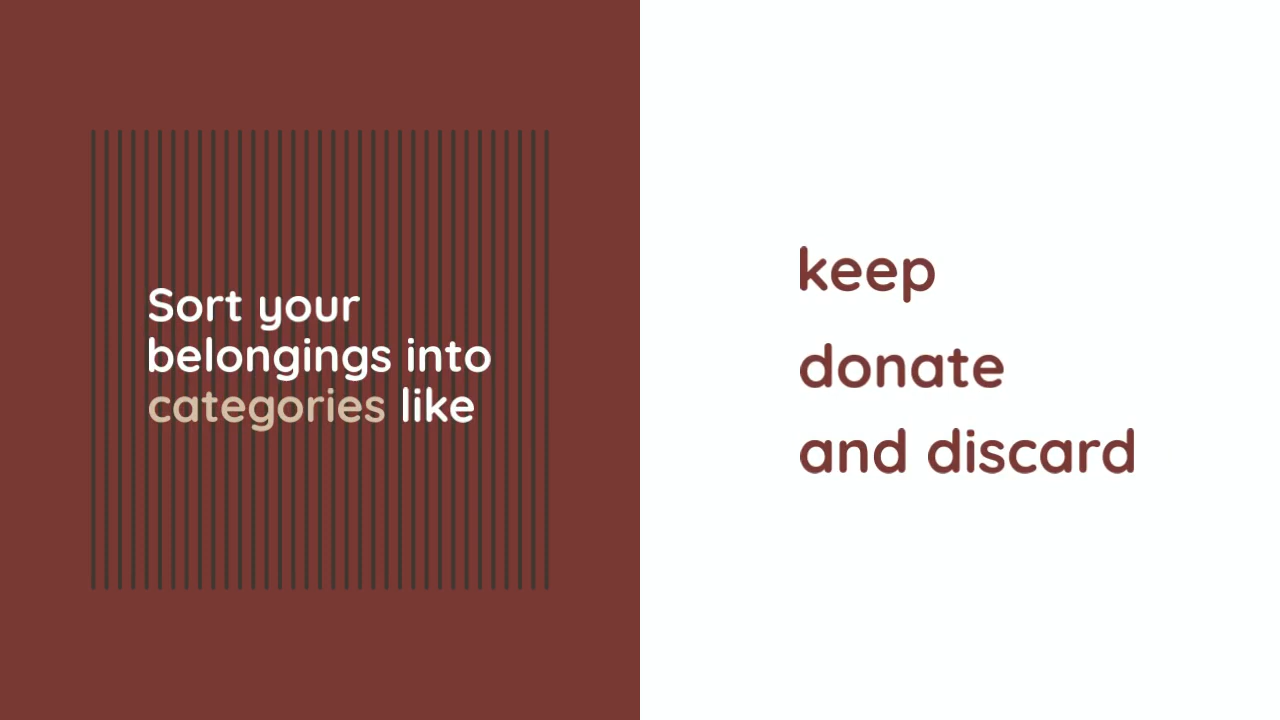 Sort your
belongings into
categories like
keep
donate
and discard